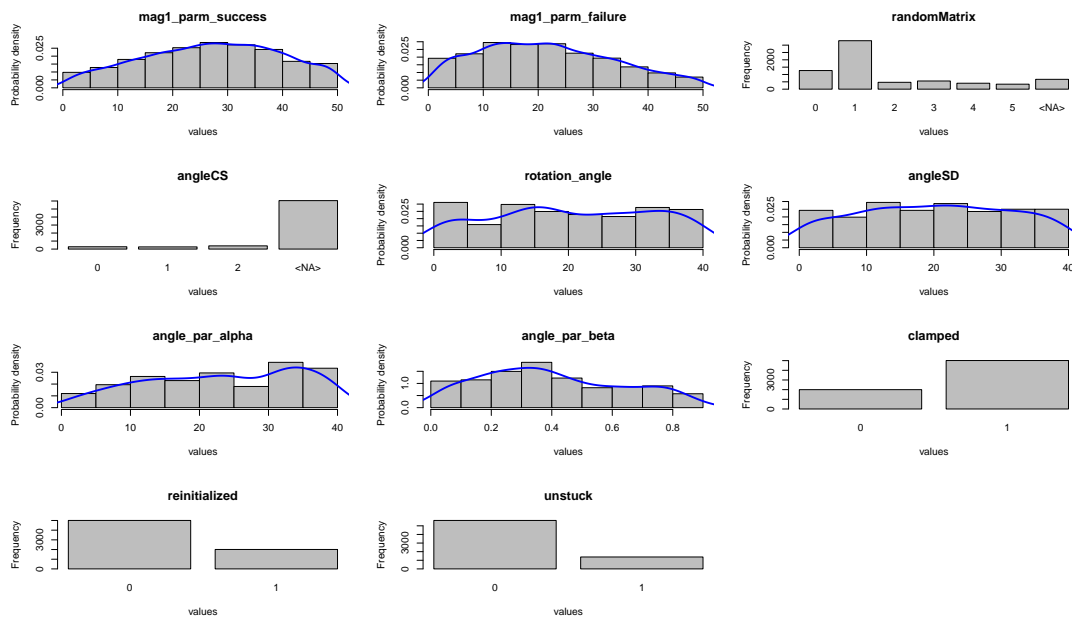 mag1_parm_success
Probability density
0.000 0.025
0 10 20 30 40 50
values
mag1_parm_failure
Probability density
0.000 0.025
0 10 20 30 40 50
values
randomMatrix
Frequency
0 2000
0 1 2 3 4 5 <NA>
values
angleCS
Frequency
0 3000
0 1 2 <NA>
values
rotation_angle
Probability density
0.000 0.025
0 10 20 30 40
values
angleSD
Probability density
0.000 0.025
0 10 20 30 40
values
angle_par_alpha
Probability density
0.00 0.03
0 10 20 30 40
values
angle_par_beta
Probability density
0.0 1.0
0.0 0.2 0.4 0.6 0.8
values
clamped
Frequency
0 3000
0 1
values
reinitialized
Frequency
0 3000
0 1
values
unstuck
Frequency
0 3000
0 1
values